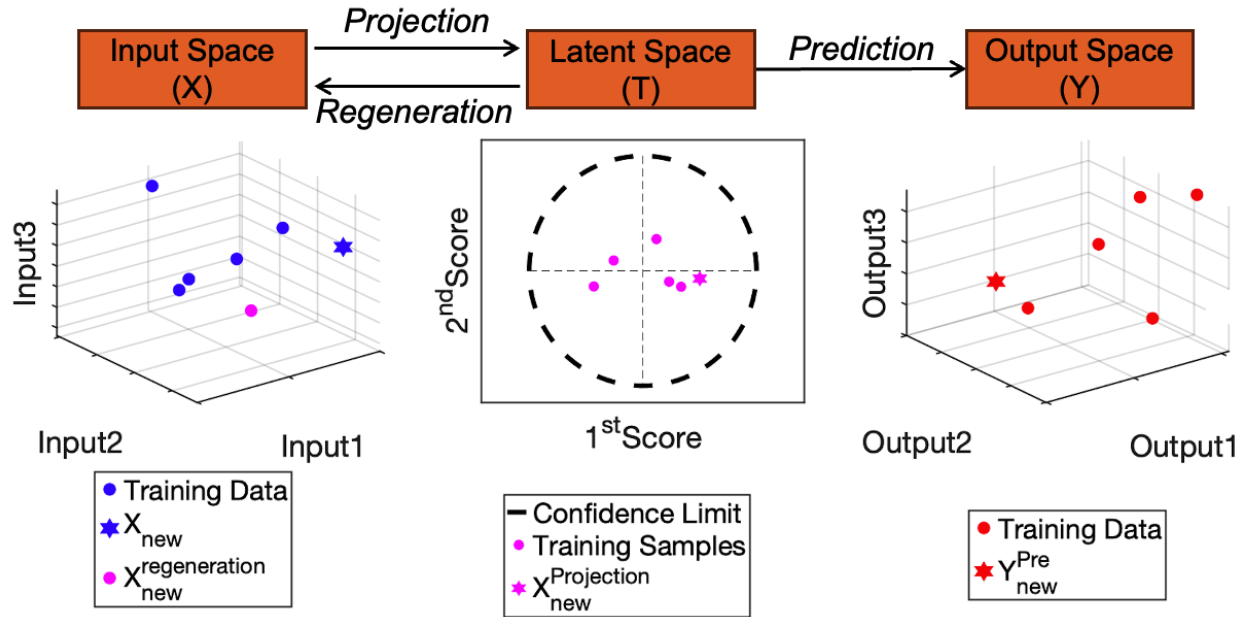 Projection
Input Space
(X)
Latent Space
(T)
Prediction
Output Space
(Y)
Regeneration
Input3
Input2
Input1
2ndScore
1stScore
Output3
Output2
Output1
Training Data
Xnew
Xnewregeneration
Confidence Limit
Training Samples
XnewProjection
Training Data
YnewPre